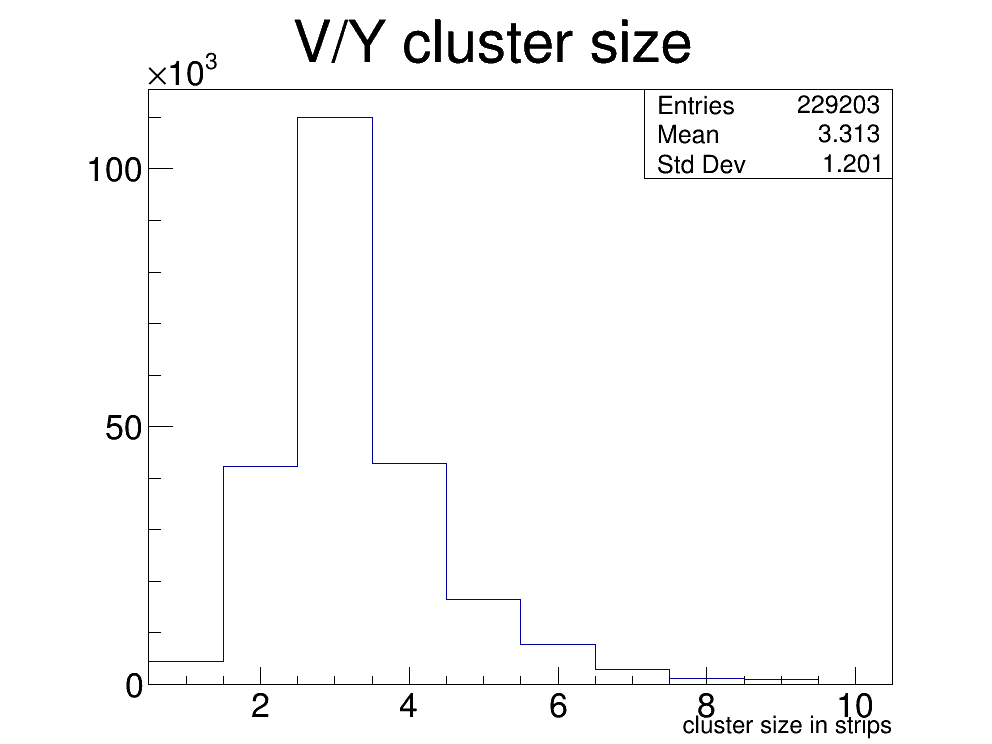 V/Y cluster size
×10³
Entries 229203
Mean 3.313
Std Dev 1.201
100
50
0
2 4 6 8 10
cluster size in strips